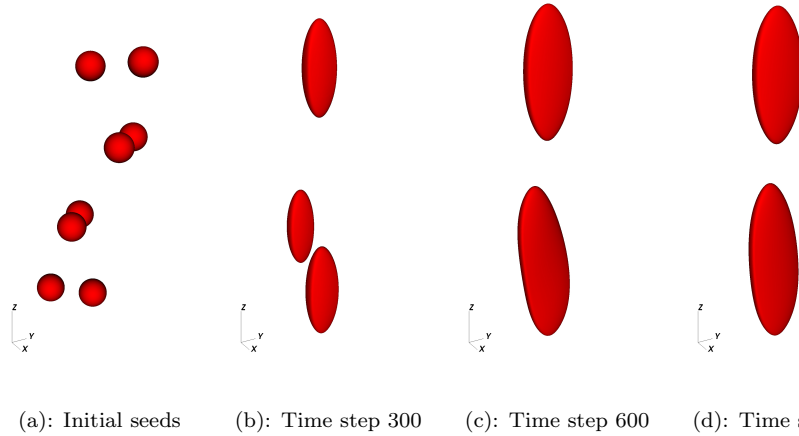 Z
Y
X
Z
Y
X
Z
Y
X
Z
Y
X
(a): Initial seeds
(b): Time step 300
(c): Time step 600
(d): Time